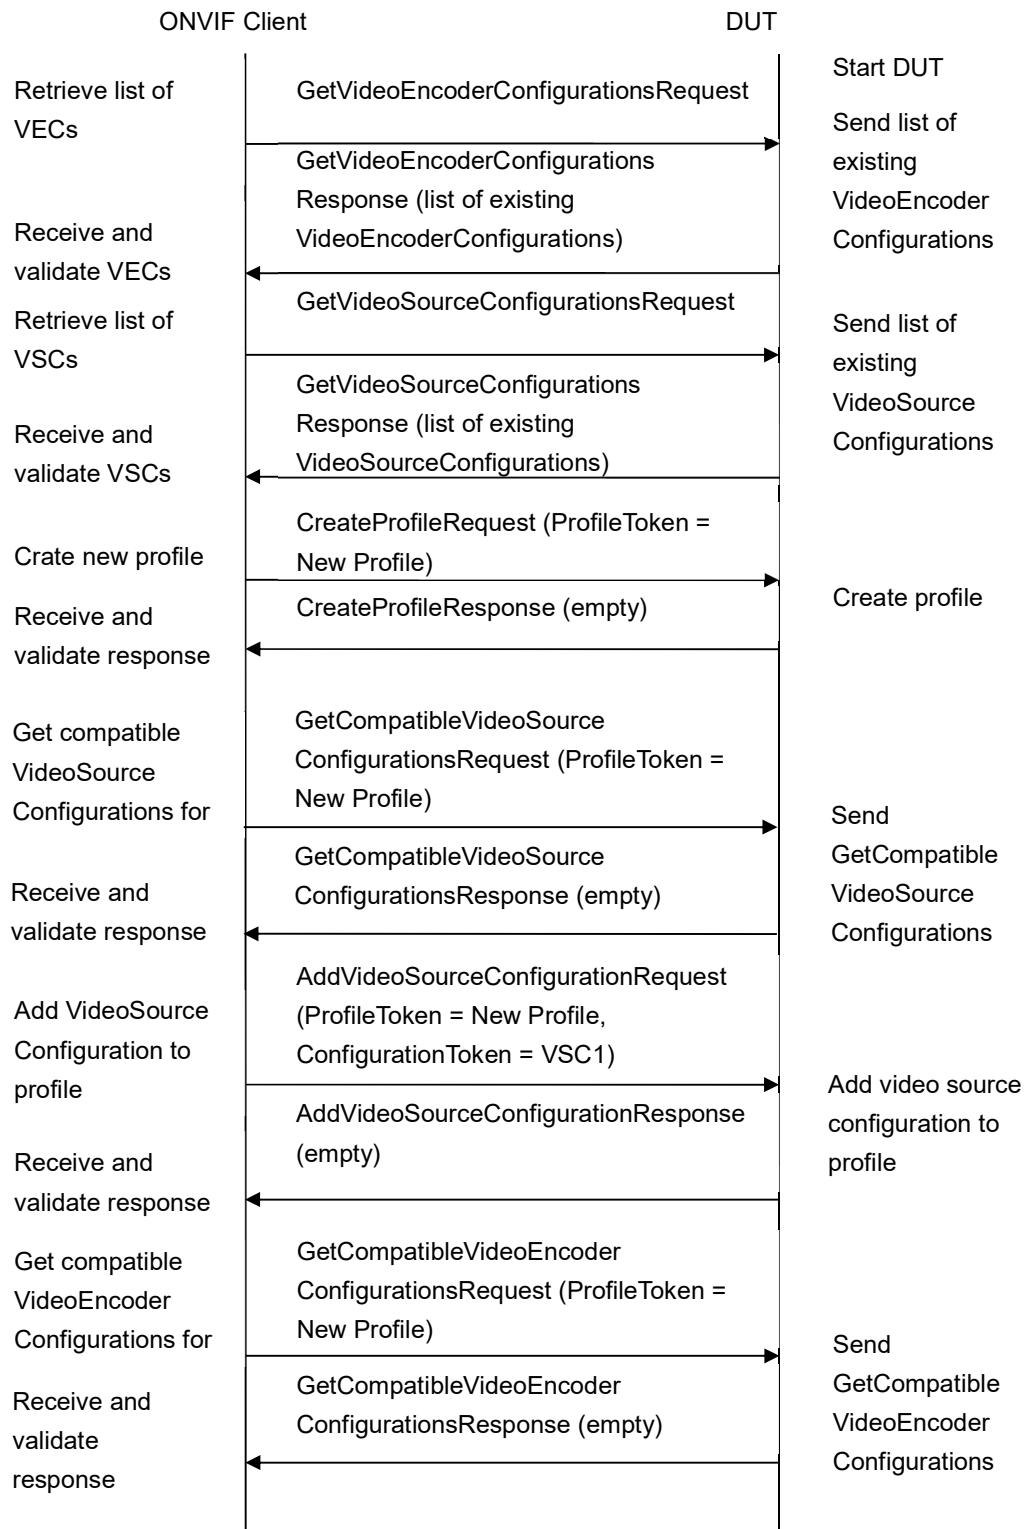 ONVIF Client
DUT
Start DUT
Retrieve list of
VECs
GetVideoEncoderConfigurationsRequest
Send list of
existing
VideoEncoder
Configurations
GetVideoEncoderConfigurations
Response (list of existing
VideoEncoderConfigurations)
Receive and
validate VECs
GetVideoSourceConfigurationsRequest
Retrieve list of
VSCs
Send list of
existing
VideoSource
Configurations
GetVideoSourceConfigurations
Response (list of existing
VideoSourceConfigurations)
Receive and
validate VSCs
CreateProfileRequest (ProfileToken =
New Profile)
Crate new profile
Create profile
CreateProfileResponse (empty)
Receive and
validate response
Get compatible
VideoSource
Configurations for
GetCompatibleVideoSource
ConfigurationsRequest (ProfileToken =
New Profile)
Send
GetCompatible
VideoSource
Configurations
GetCompatibleVideoSource
ConfigurationsResponse (empty)
Receive and
validate response
AddVideoSourceConfigurationRequest
(ProfileToken = New Profile,
ConfigurationToken = VSC1)
Add VideoSource
Configuration to
profile
Add video source
configuration to
profile
AddVideoSourceConfigurationResponse
(empty)
Receive and
validate response
Get compatible
VideoEncoder
Configurations for
GetCompatibleVideoEncoder
ConfigurationsRequest (ProfileToken =
New Profile)
Send
GetCompatible
VideoEncoder
Configurations
GetCompatibleVideoEncoder
ConfigurationsResponse (empty)
Receive and
validate
response